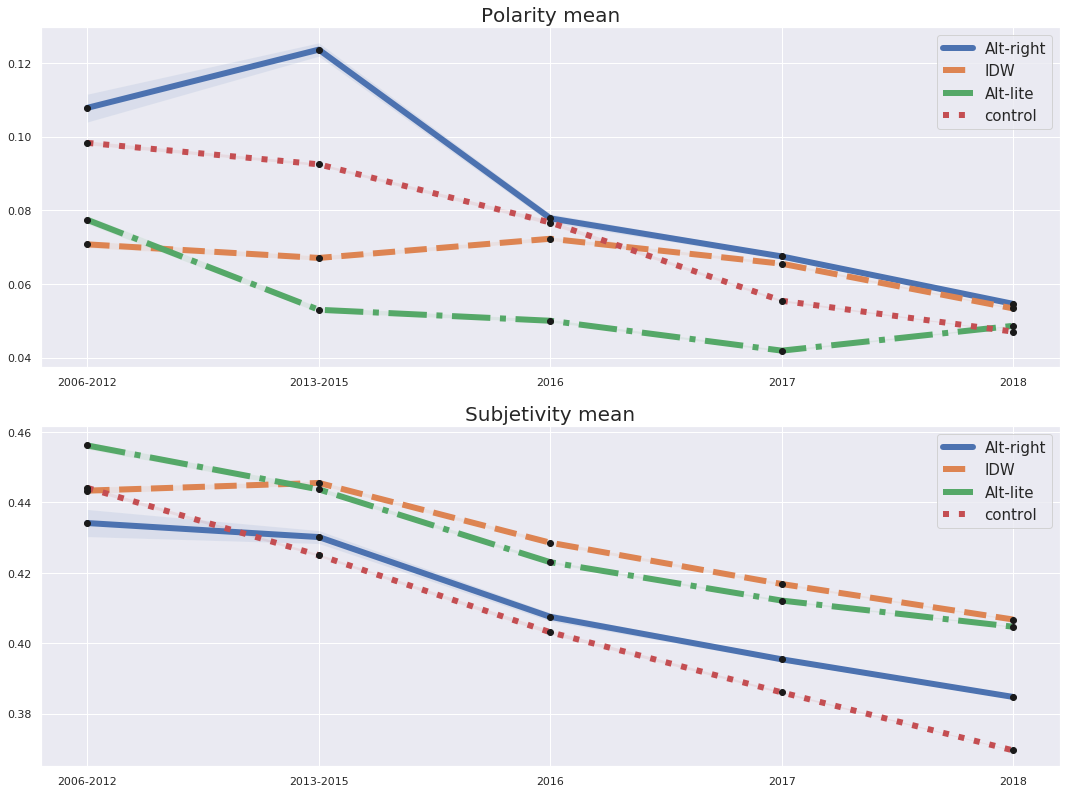 Polarity mean
0.12
0.10
0.08
0.06
0.04
Alt-right
IDW
Alt-lite
control
2006-2012 2013-2015 2016 2017 2018
Subjetivity mean
0.46
0.44
0.42
0.40
0.38
Alt-right
IDW
Alt-lite
control
2006-2012 2013-2015 2016 2017 2018